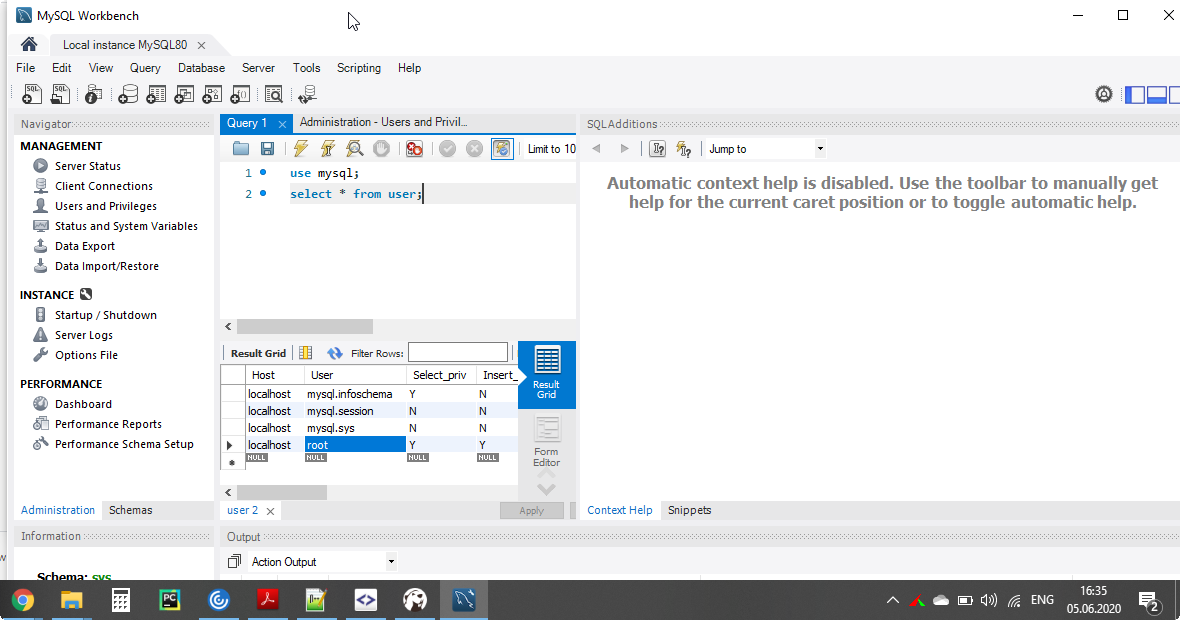 MySQL Workbench
Local instance MySQL80
File Edit View Query Database Server Tools Scripting Help
Navigator
MANAGEMENT
Server Status
Client Connections
Users and Privileges
Status and System Variables
Data Export
Data Import/Restore
INSTANCE
Startup / Shutdown
Server Logs
Options File
PERFORMANCE
Dashboard
Performance Reports
Performance Schema Setup
Administration Schemas
Information
Schema: sys
Query 1 Administration - Users and Privil...
Limit to 10
1 use mysql;
2 select * from user;
Result Grid Filter Rows:
Host User Select_priv Insert_
localhost mysql.infoschema Y N
localhost mysql.session N N
localhost mysql.sys N N
localhost root Y Y
NULL NULL NULL NULL
Result
Grid
Form
Editor
user 2 Apply
SQLAdditions
Jump to
Automatic context help is disabled. Use the toolbar to manually get
help for the current caret position or to toggle automatic help.
Context Help Snippets
Output
Action Output
ENG
16:35
05.06.2020
2